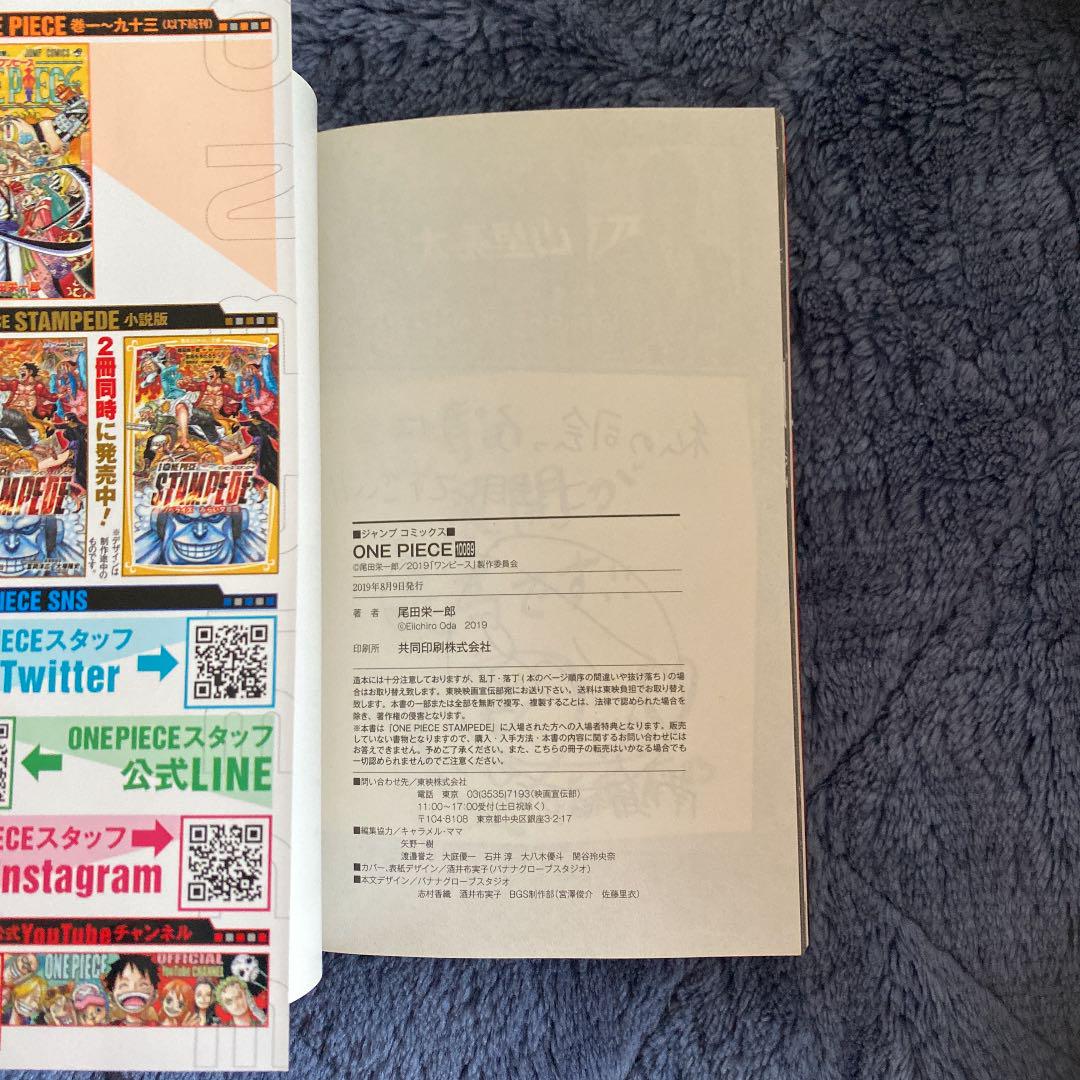 PIECE 巻一〜九十三(以下続刊)
JUMP COMICS
STAMPEDE 小説版
2冊同時に発売中!
※デザインは
制作途中の
ものです。
ONE PIECE
STAMPEDE
PIECE SNS
ECEスタッフ
Twitter
ONEPIECEスタッフ
公式LINE
ECEスタッフ
nstagram
公式YouTubeチャンネル
ONE PIECE
OFFICIAL
YouTube CHANNEL
■ジャンプ コミックス■
ONE PIECE 10089
©尾田栄一郎／2019「ワンピース」製作委員会
2019年8月9日発行
著 者 尾田栄一郎
©Eiichiro Oda 2019
印刷所 共同印刷株式会社
造本には十分注意しておりますが、乱丁・落丁(本のページ順序の間違いや抜け落ち)の場
合はお取り替え致します。東映映画宣伝部宛にお送り下さい。送料は東映負担でお取り替え
致します。本書の一部または全部を無断で複写、複製することは、法律で認められた場合を
除き、著作権の侵害となります。
※本書は「ONE PIECE STAMPEDE」に入場された方への入場者特典となります。販売
していない書物となりますので、購入・入手方法・本書の内容に関するお問い合わせには
お答えできません。予めご了承ください。また、こちらの冊子の転売はいかなる場合でも
一切認められませんのでご注意ください。
■問い合わせ先／東映株式会社
電話 東京 03(3535)7193(映画宣伝部)
11:00〜17:00受付(土日祝除く)
〒104-8108 東京都中央区銀座3-2-17
■編集協力／キャラメル・ママ
矢野一樹
渡邉誉之 大庭優一 石井 淳 大八木優斗 関谷玲央奈
■カバー、表紙デザイン／酒井布実子(バナナグローブスタジオ)
■本文デザイン／バナナグローブスタジオ
志村香織 酒井布実子 BGS制作部(宮澤俊介 佐藤里衣)